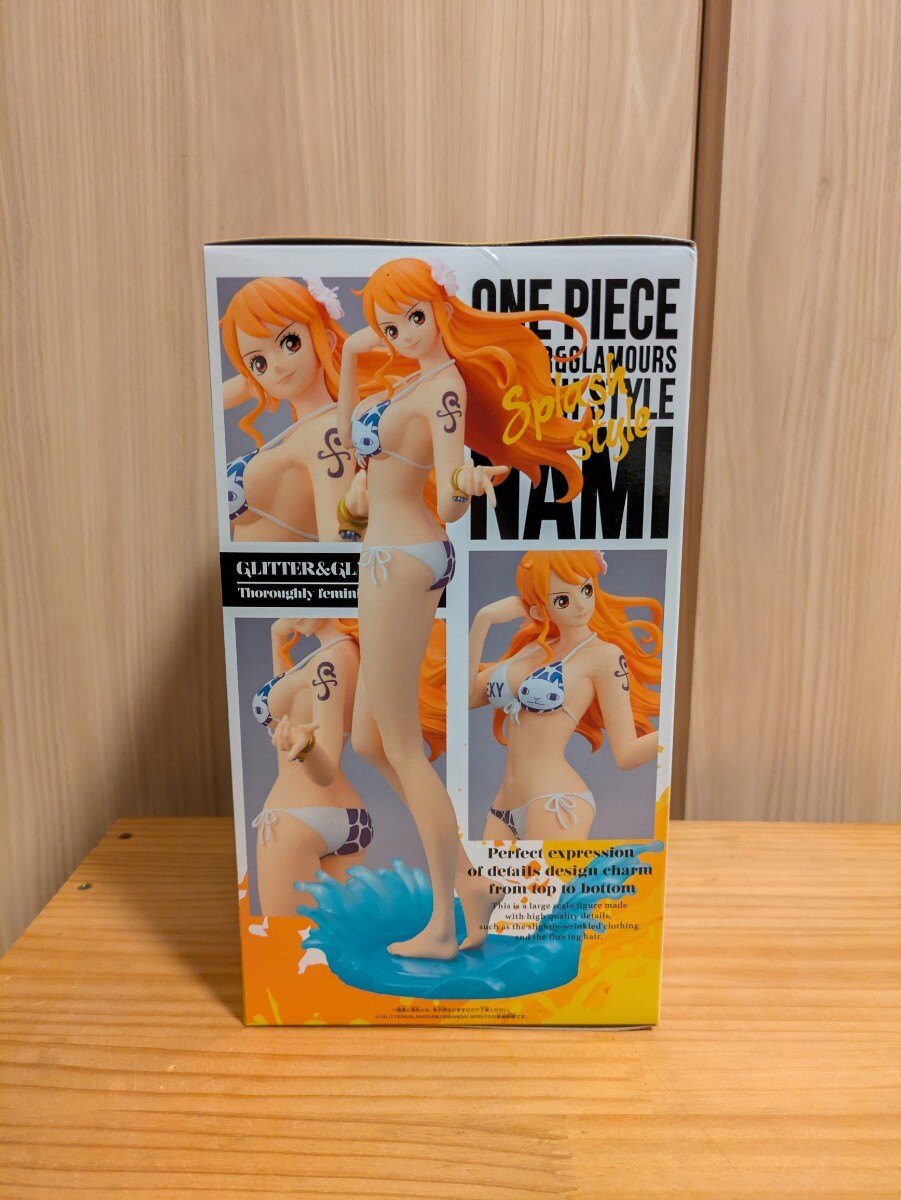 ONE PIECE
R&GLAMOURS
STYLE
Splash
style
NAMI
GLITTER&GL
Thoroughly femini
EXY
Perfect expression
of details design charm
from top to bottom
This is a large scale figure made
with high quality details,
such as the slightly-wrinkled clothing
and the flowing hair.